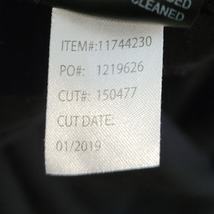 CLEANED
ITEM#:11744230
PO#: 1219626
CUT#: 150477
CUT DATE:
01/2019